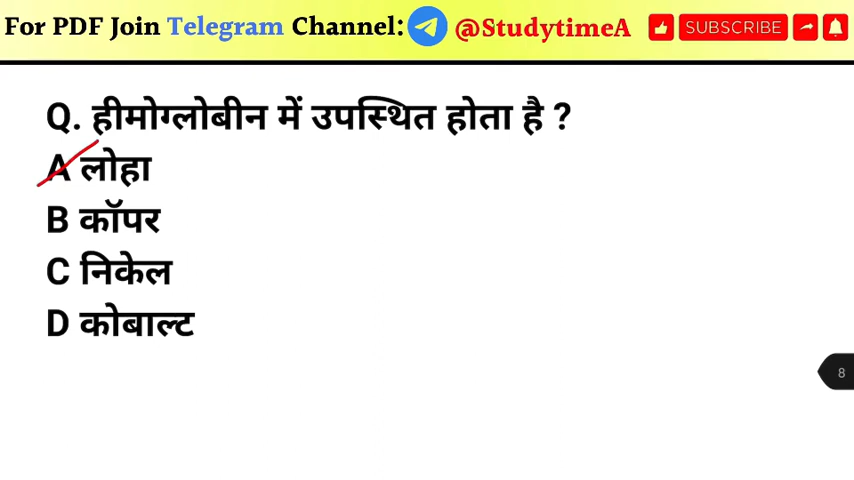 For PDF Join Telegram Channel: @StudytimeA SUBSCRIBE
Q. हीमोग्लोबीन में उपस्थित होता है ?
A लोहा
B कॉपर
C निकेल
D कोबाल्ट
8